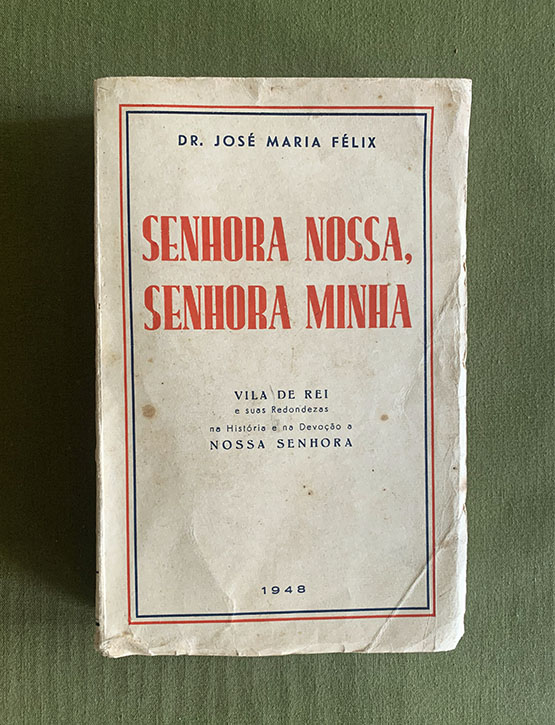 DR. JOSÉ MARIA FÉLIX
SENHORA NOSSA,
SENHORA MINHA
VILA DE REI
e suas Redondezas
na História e na Devoção a
NOSSA SENHORA
1948